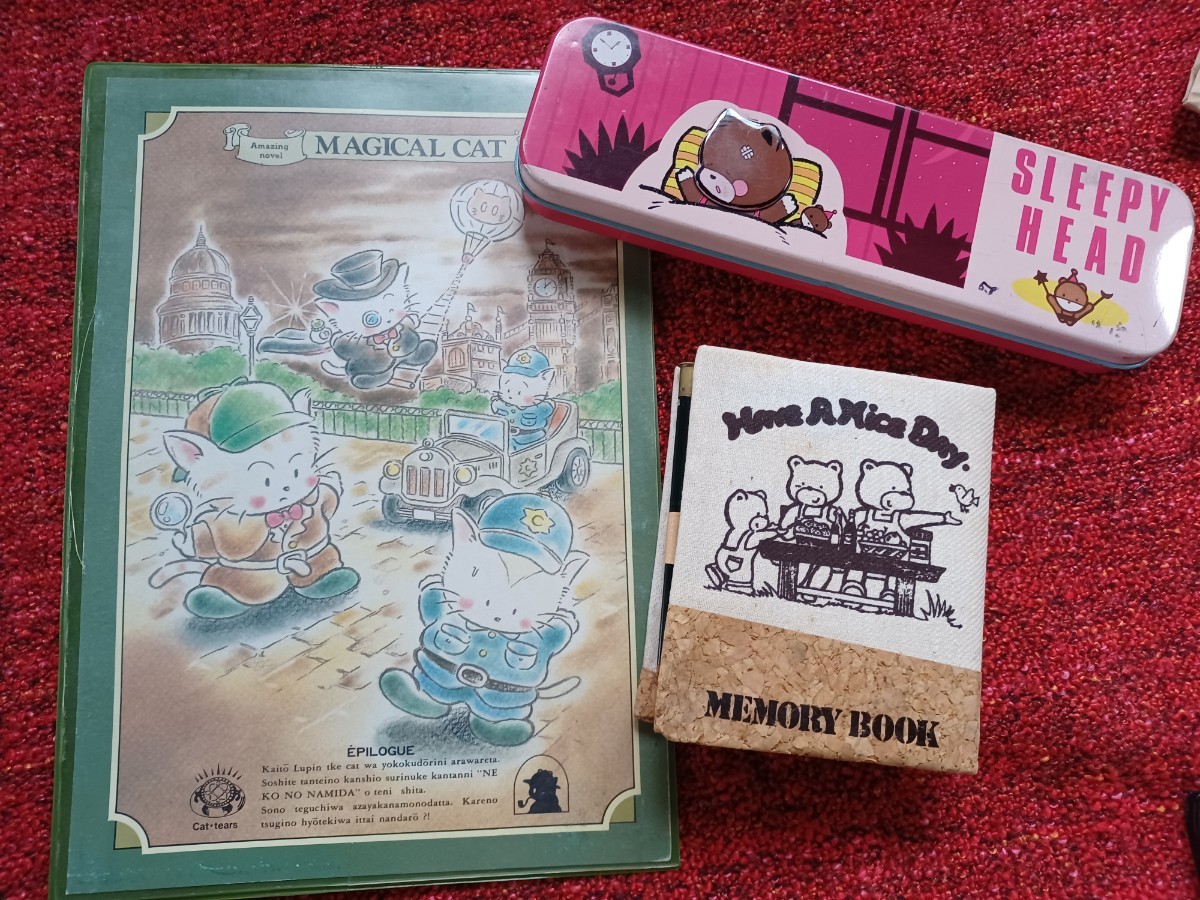 Amazing
novel
MAGICAL CAT
ÉPILOGUE
Kaitō Lupin tke cat wa yokokudōrini arawareta.
Soshite tanteino kanshio surinuke kantanni "NE
KO NO NAMIDA" o teni shita.
Sono teguchiwa azayakanamonodatta. Kareno
tsugino hyōtekiwa ittai nandarō ?!
Cat・tears
SLEEPY
HEAD
Have A Nice Day.
MEMORY BOOK